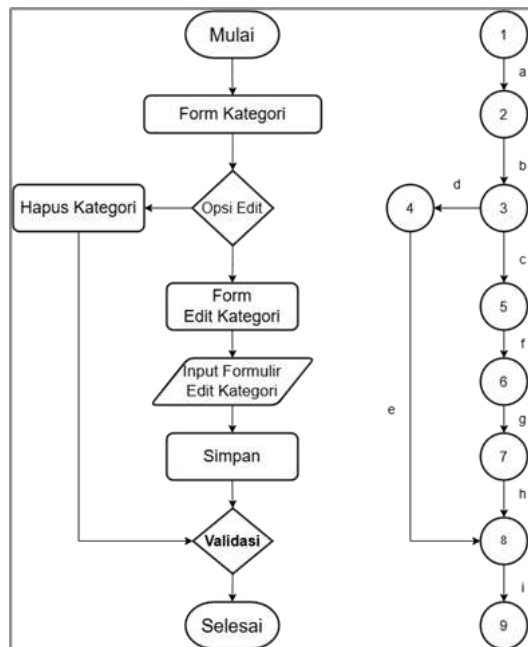 Mulai
Form Kategori
Hapus Kategori
Opsi Edit
Form
Edit Kategori
Input Formulir
Edit Kategori
Simpan
Validasi
Selesai
1
a
2
b
4
d
3
c
5
f
6
e
g
7
h
8
i
9